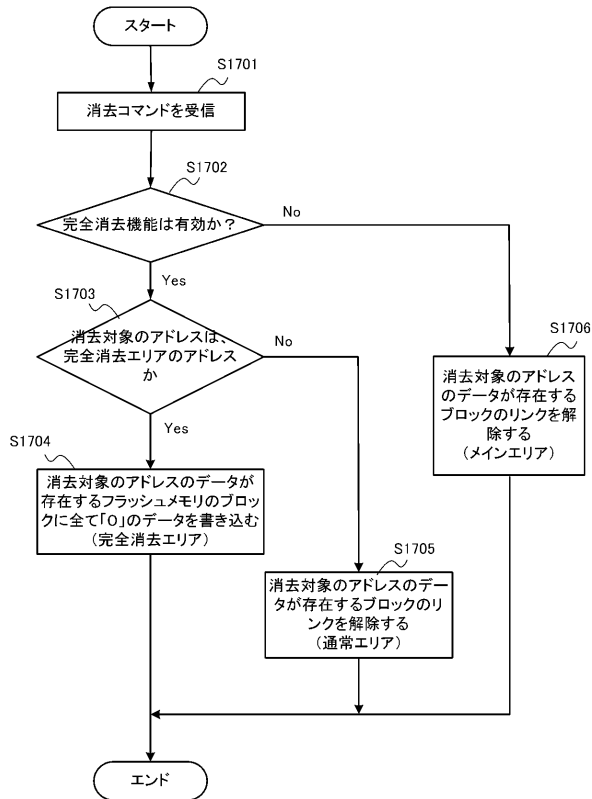 スタート
S1701
消去コマンドを受信
S1702
完全消去機能は有効か？
No
Yes
S1703
消去対象のアドレスは、
完全消去エリアのアドレス
か
No
Yes
S1706
消去対象のアドレス
のデータが存在する
ブロックのリンクを解
除する
（メインエリア）
S1704
消去対象のアドレスのデータが
存在するフラッシュメモリのブロッ
クに全て「0」のデータを書き込む
（完全消去エリア）
S1705
消去対象のアドレスのデー
タが存在するブロックのリ
ンクを解除する
（通常エリア）
エンド